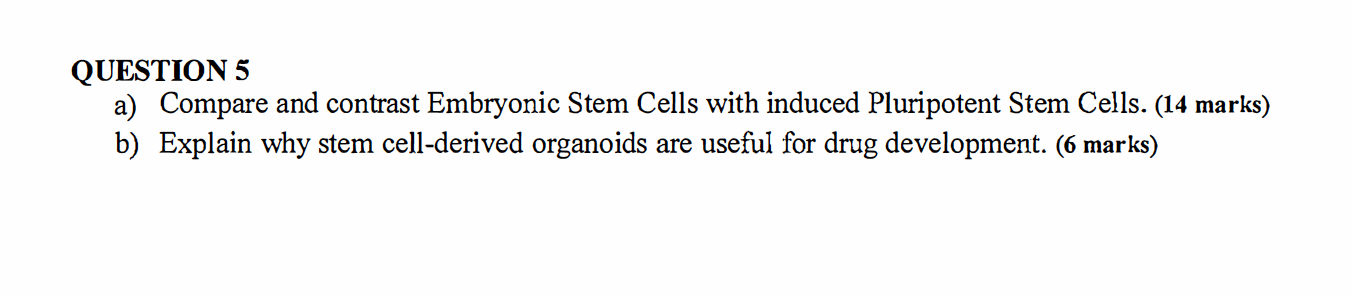 QUESTION 5
a) Compare and contrast Embryonic Stem Cells with induced Pluripotent Stem Cells. (14 marks)
b) Explain why stem cell-derived organoids are useful for drug development. (6 marks)